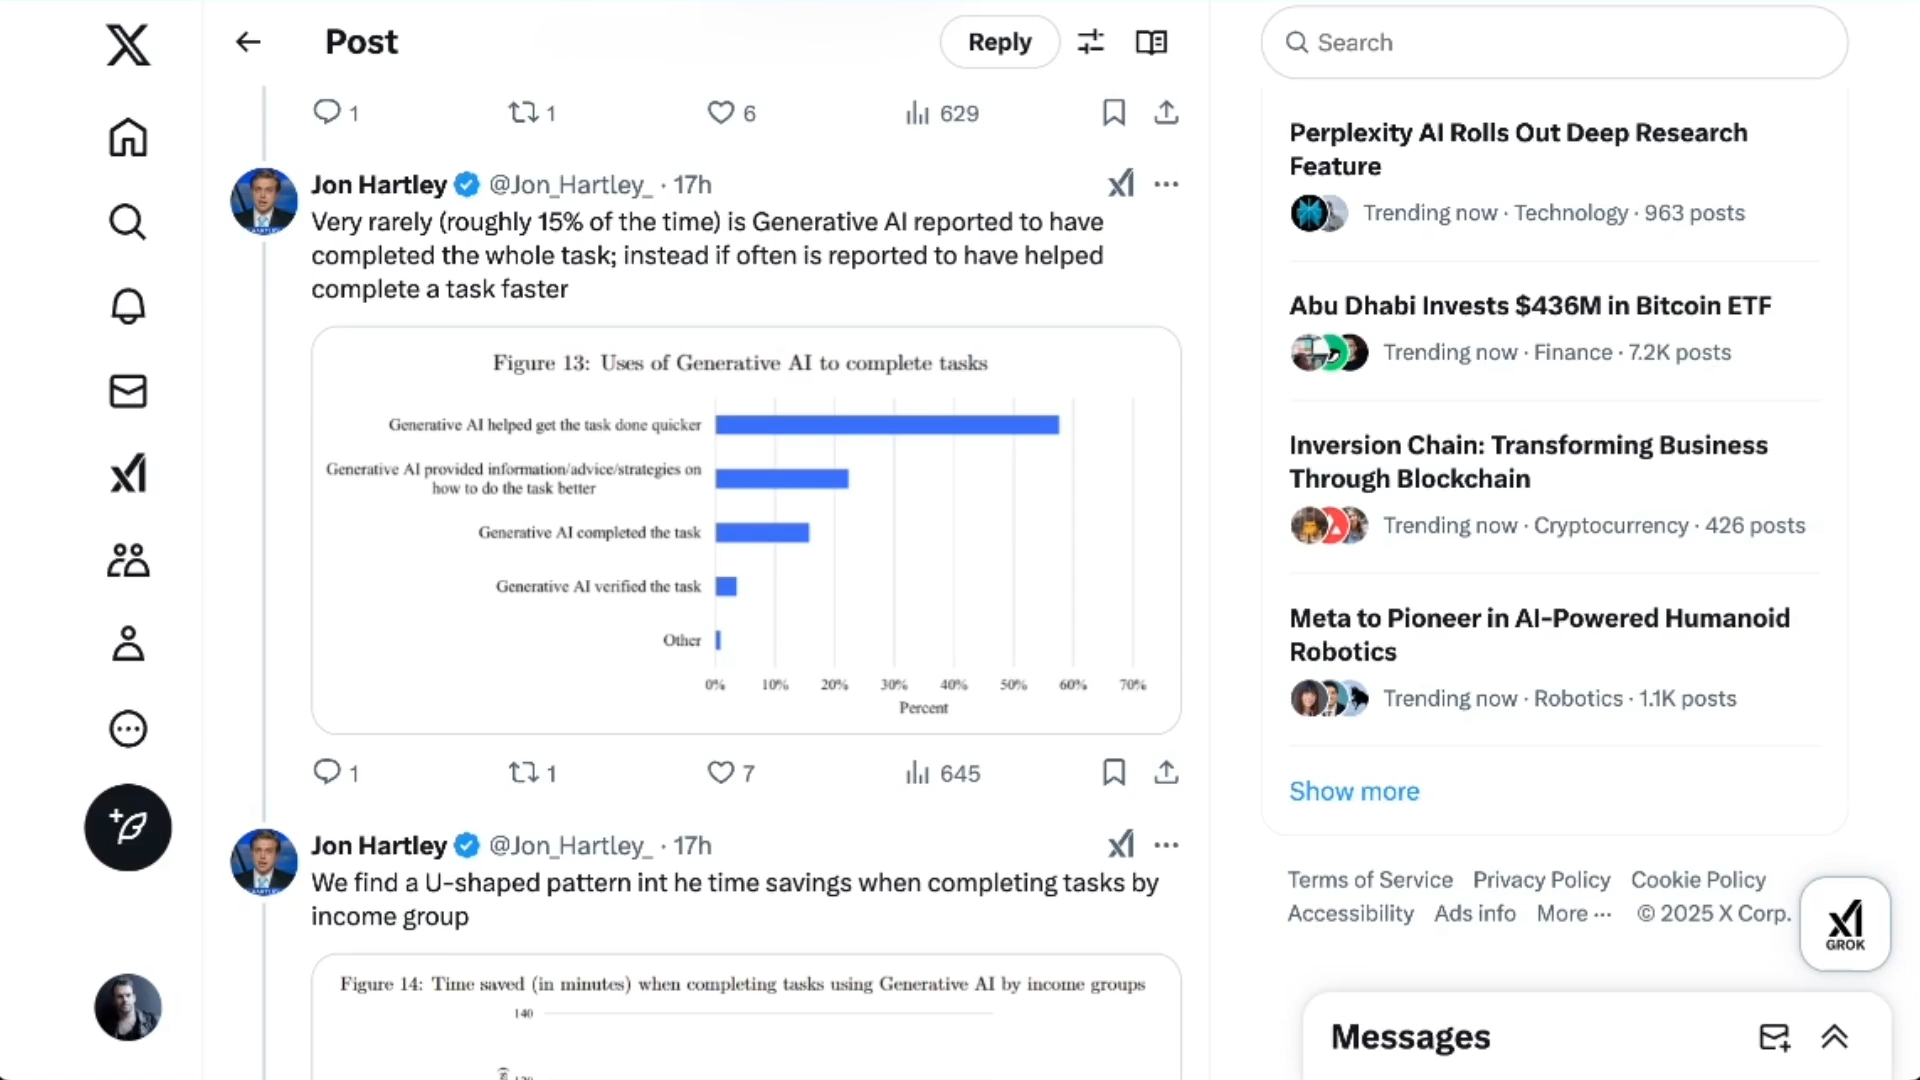 Post
Reply
1
1
6
629
Jon Hartley @Jon_Hartley_ · 17h
Very rarely (roughly 15% of the time) is Generative AI reported to have
completed the whole task; instead if often is reported to have helped
complete a task faster
Figure 13: Uses of Generative AI to complete tasks
Generative AI helped get the task done quicker
Generative AI provided information/advice/strategies on
how to do the task better
Generative AI completed the task
Generative AI verified the task
Other
0% 10% 20% 30% 40% 50% 60% 70%
Percent
1
1
7
645
Jon Hartley @Jon_Hartley_ · 17h
We find a U-shaped pattern int he time savings when completing tasks by
income group
Figure 14: Time saved (in minutes) when completing tasks using Generative AI by income groups
140
Search
Perplexity AI Rolls Out Deep Research
Feature
Trending now · Technology · 963 posts
Abu Dhabi Invests $436M in Bitcoin ETF
Trending now · Finance · 7.2K posts
Inversion Chain: Transforming Business
Through Blockchain
Trending now · Cryptocurrency · 426 posts
Meta to Pioneer in AI-Powered Humanoid
Robotics
Trending now · Robotics · 1.1K posts
Show more
Terms of Service Privacy Policy Cookie Policy
Accessibility Ads info More ··· © 2025 X Corp.
GROK
Messages